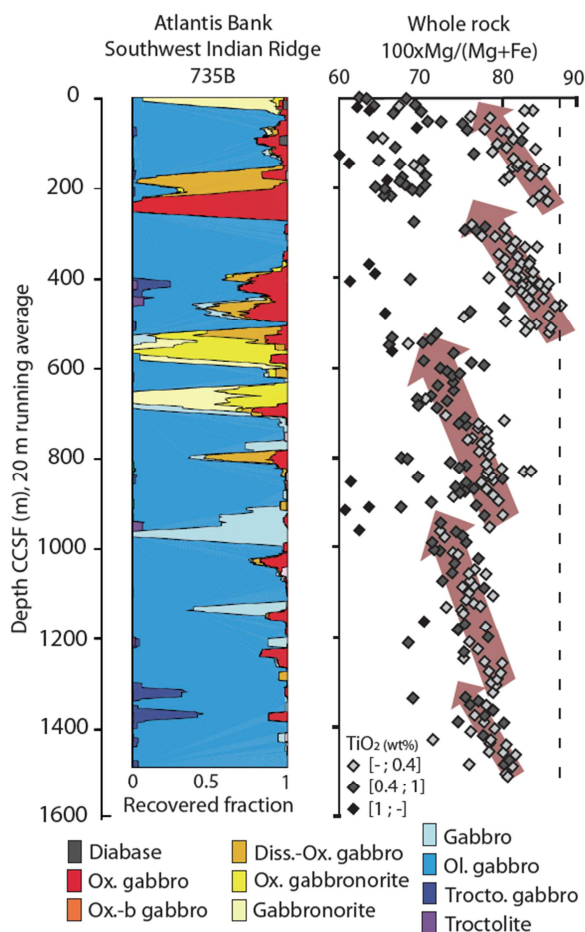 Atlantis Bank
Southwest Indian Ridge
735B
Whole rock
100xMg/(Mg+Fe)
60 70 80 90
Depth CCSF (m), 20 m running average
0
200
400
600
800
1000
1200
1400
1600
0 0.5 1
Recovered fraction
TiO2 (wt%)
[- ; 0.4]
[0.4 ; 1]
[1 ; -]
Diabase
Ox. gabbro
Ox.-b gabbro
Diss.-Ox. gabbro
Ox. gabbronorite
Gabbronorite
Gabbro
Ol. gabbro
Trocto. gabbro
Troctolite